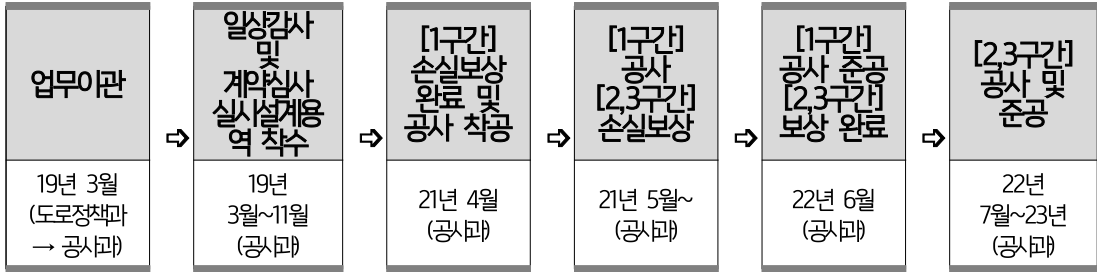 업무이관
19년 3월
(도로정책과
→ 공사과)
⇨
일상감사
및
계약심사
실시설계용
역 착수
19년
3월~11월
(공사과)
⇨
[1구간]
손실보상
완료 및
공사 착공
21년 4월
(공사과)
⇨
[1구간]
공사
[2,3구간]
손실보상
21년 5월~
(공사과)
⇨
[1구간]
공사 준공
[2,3구간]
보상 완료
22년 6월
(공사과)
⇨
[2,3구간]
공사 및
준공
22년
7월~23년
(공사과)